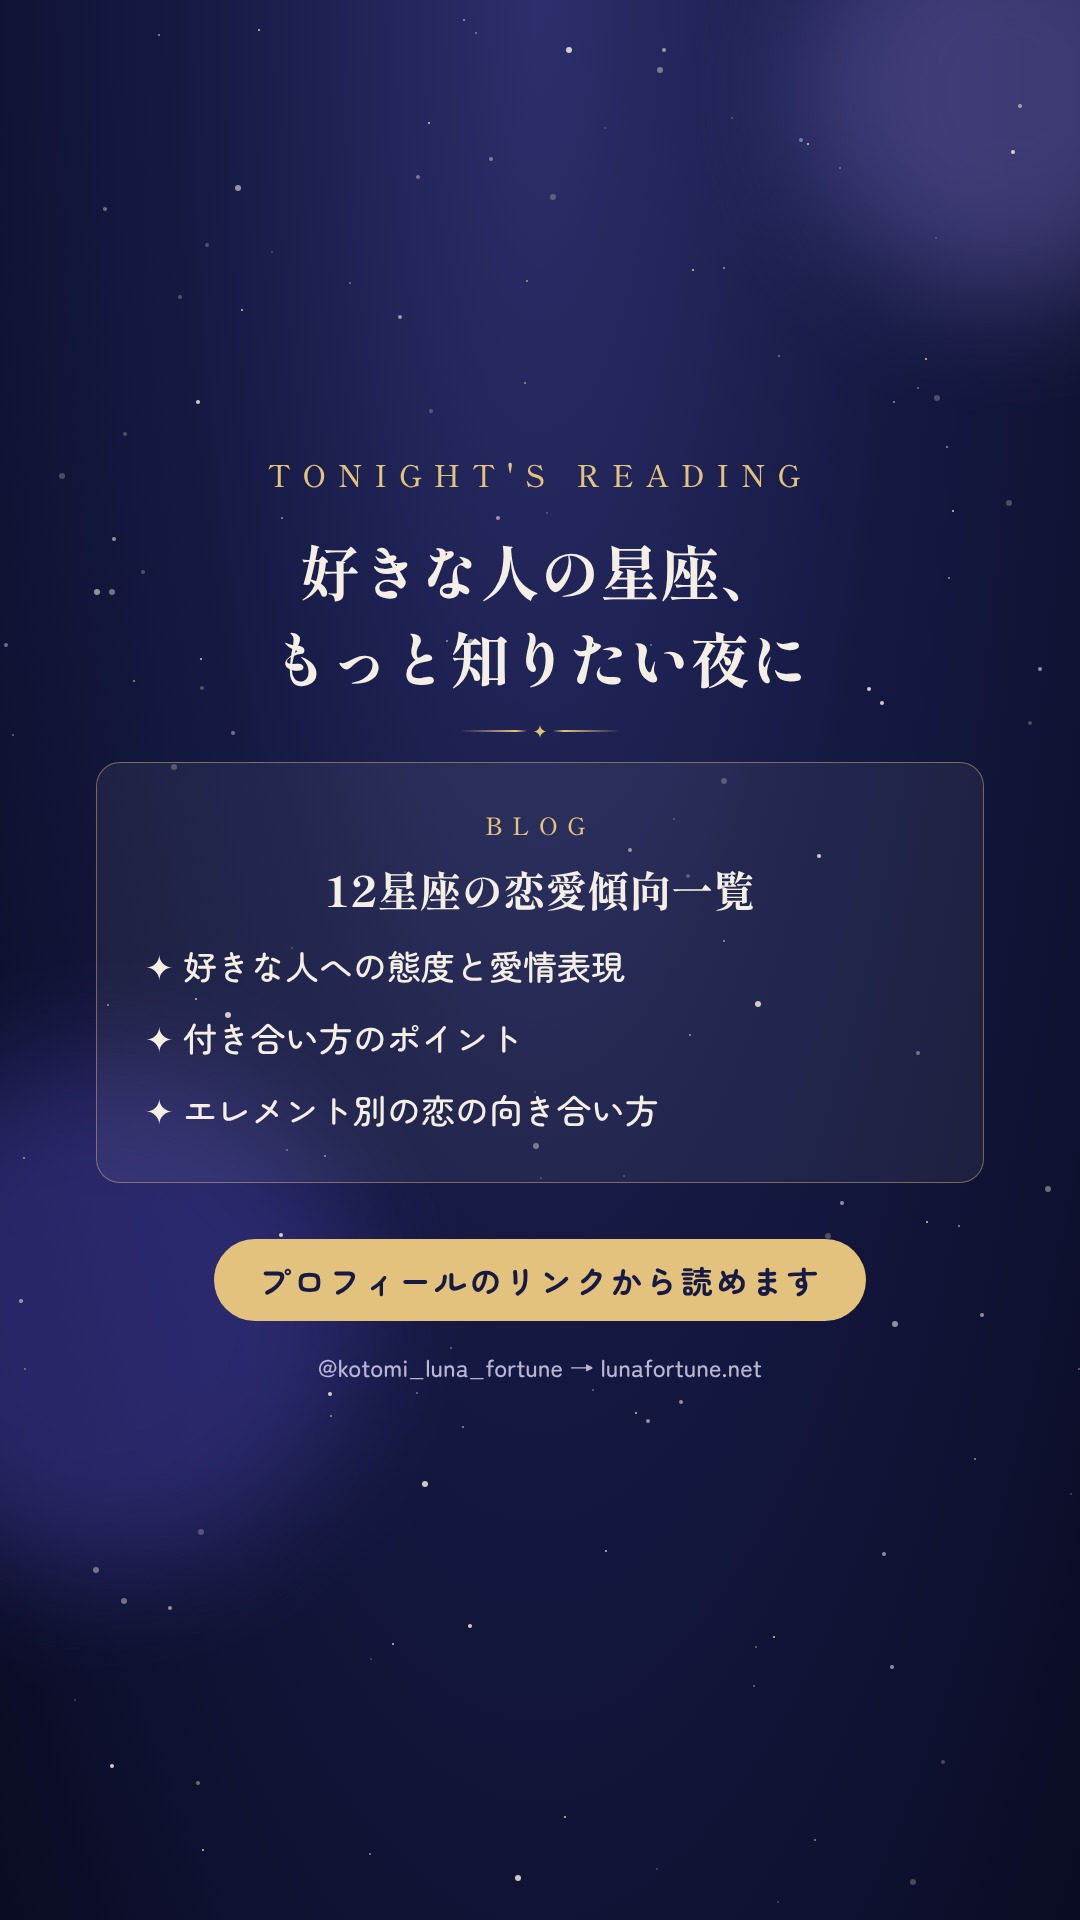 TONIGHT'S READING
好きな人の星座、
もっと知りたい夜に
BLOG
12星座の恋愛傾向一覧
✦ 好きな人への態度と愛情表現
✦ 付き合い方のポイント
✦ エレメント別の恋の向き合い方
プロフィールのリンクから読めます
@kotomi_luna_fortune → lunafortune.net